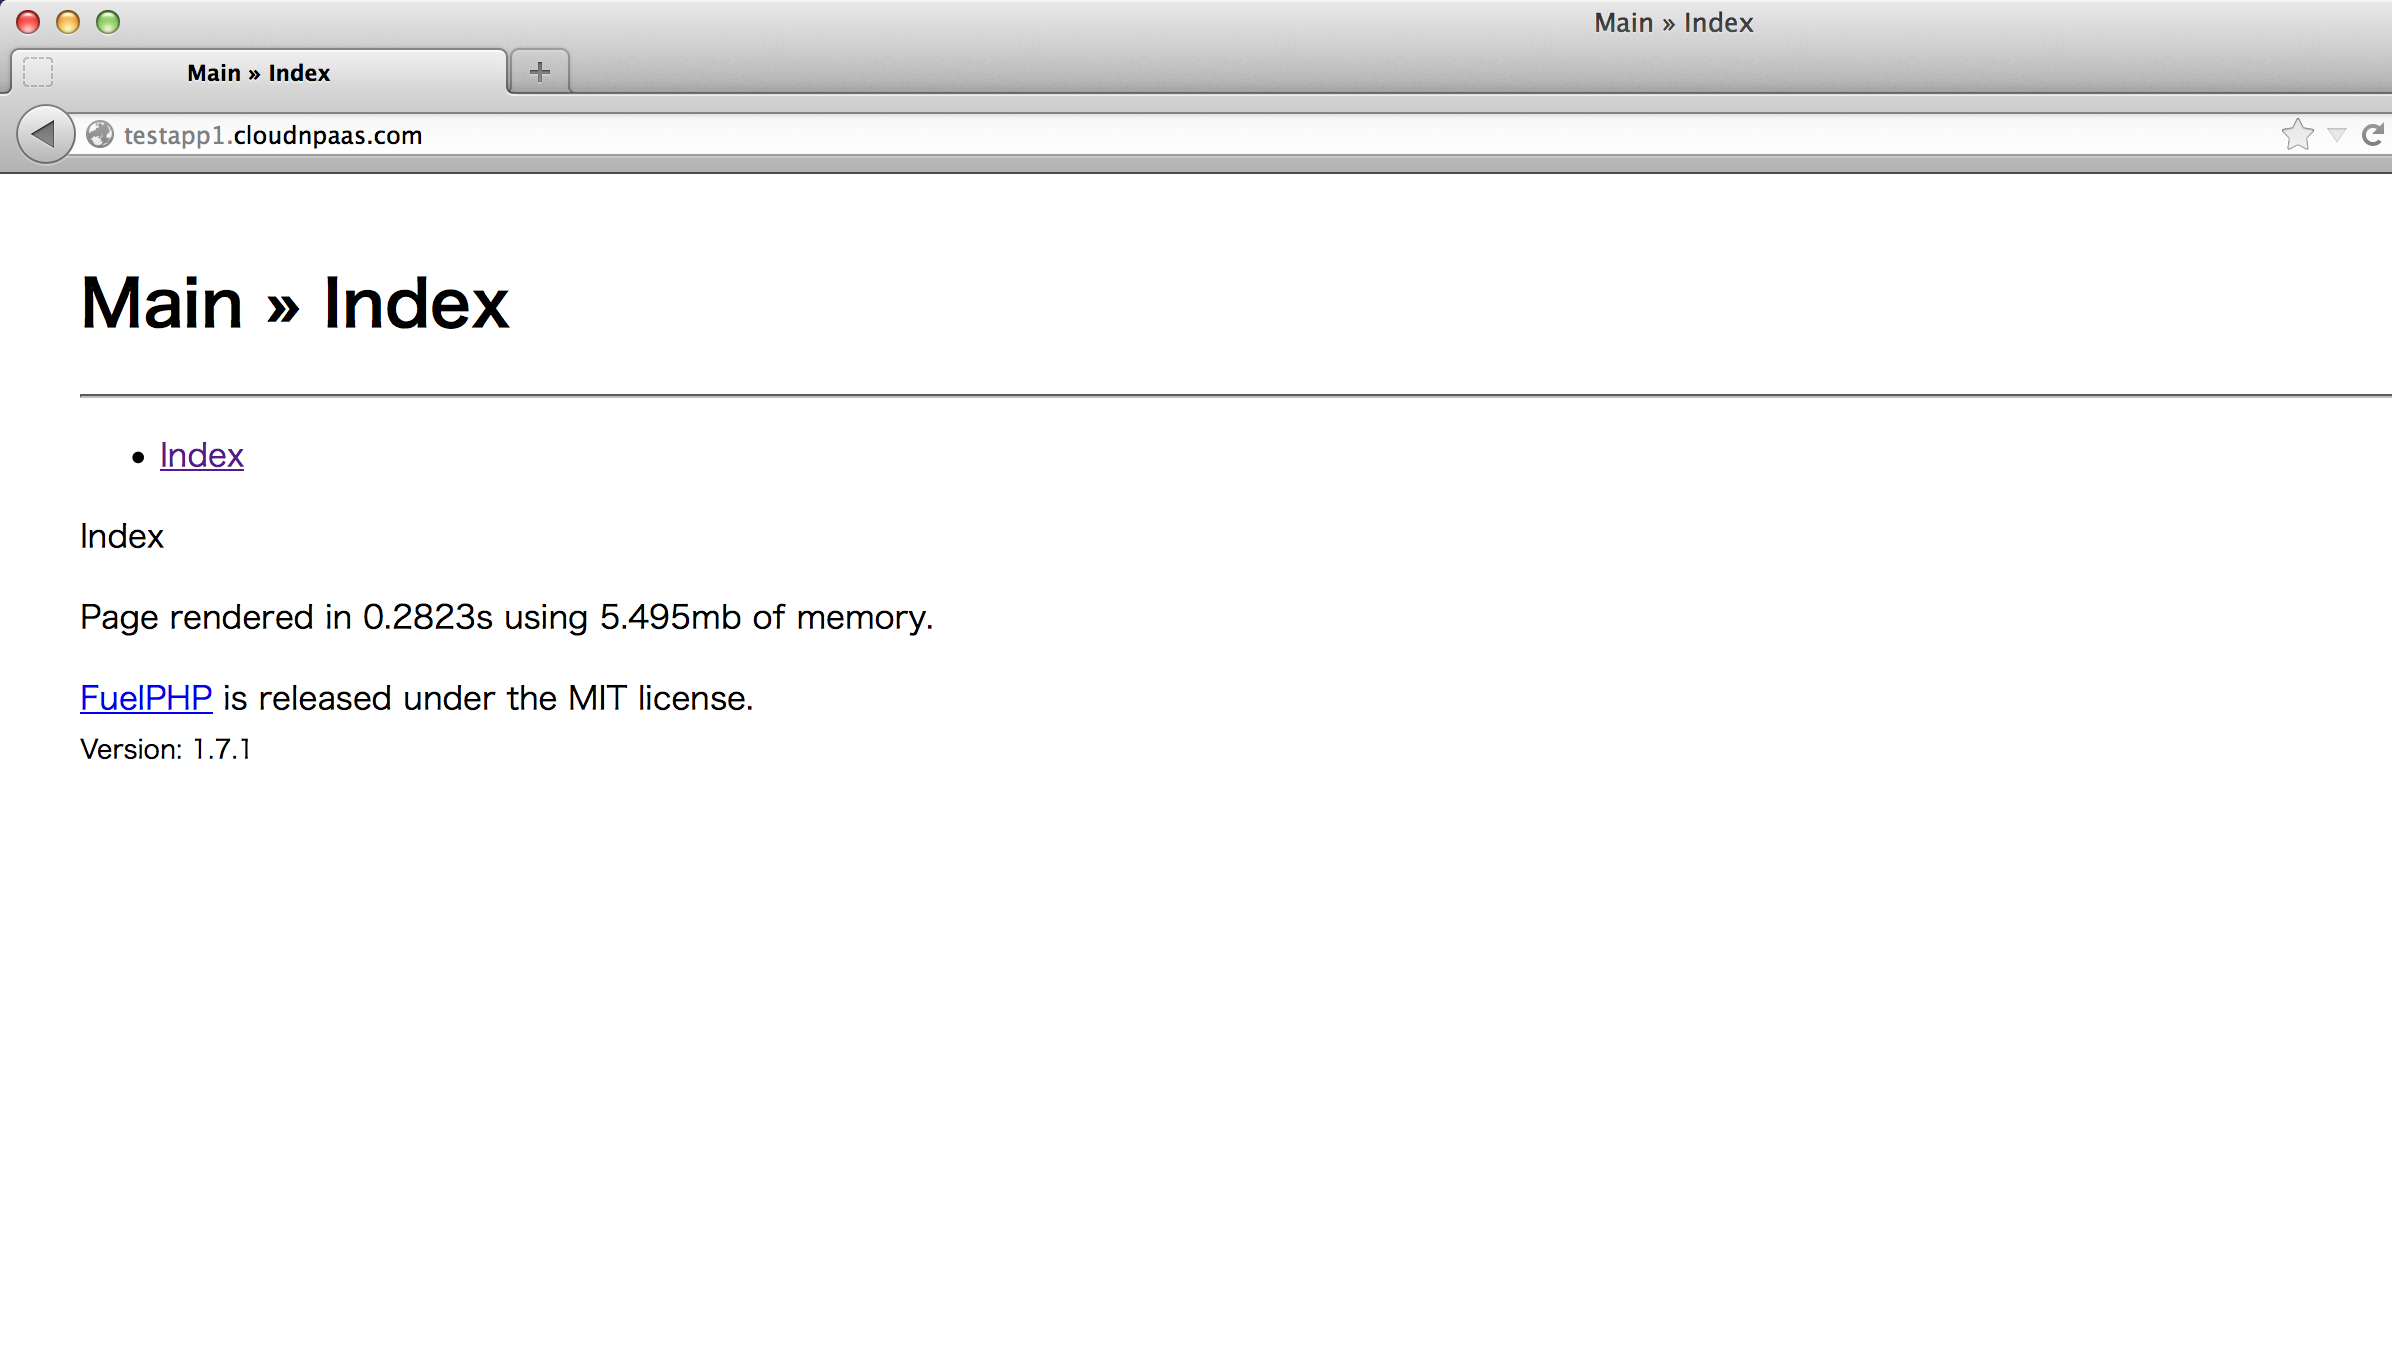 Main » Index
Main » Index
testapp1.cloudnpaas.com
Main » Index
Index
Index
Page rendered in 0.2823s using 5.495mb of memory.
FuelPHP is released under the MIT license.
Version: 1.7.1